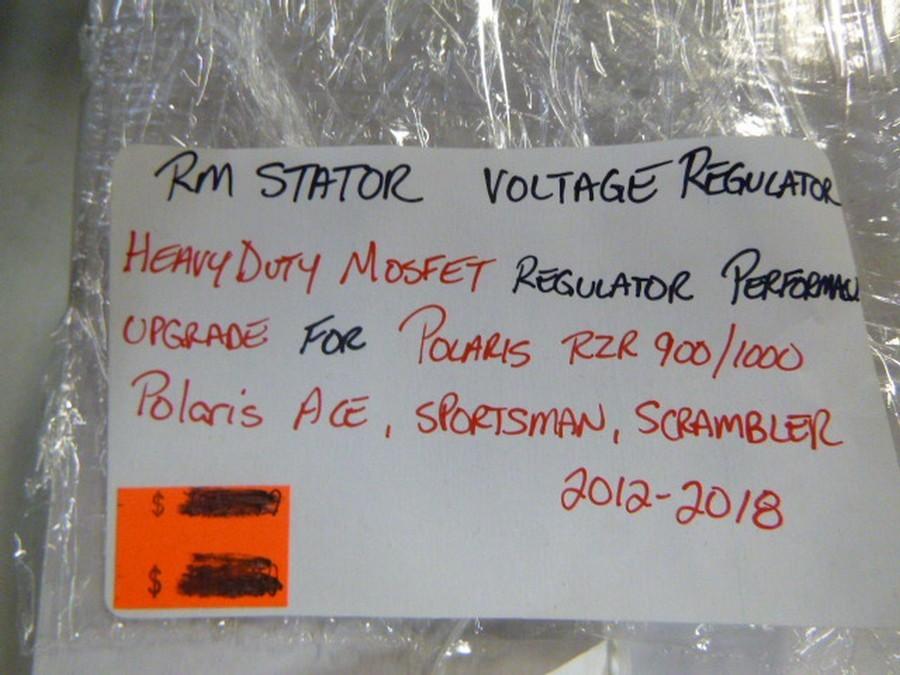 RM STATOR VOLTAGE REGULATOR
HEAVY DUTY MOSFET REGULATOR PERFORMANC
UPGRADE FOR POLARIS RZR 900/1000
Polaris ACE, SPORTSMAN, SCRAMBLER
2012-2018
$
$